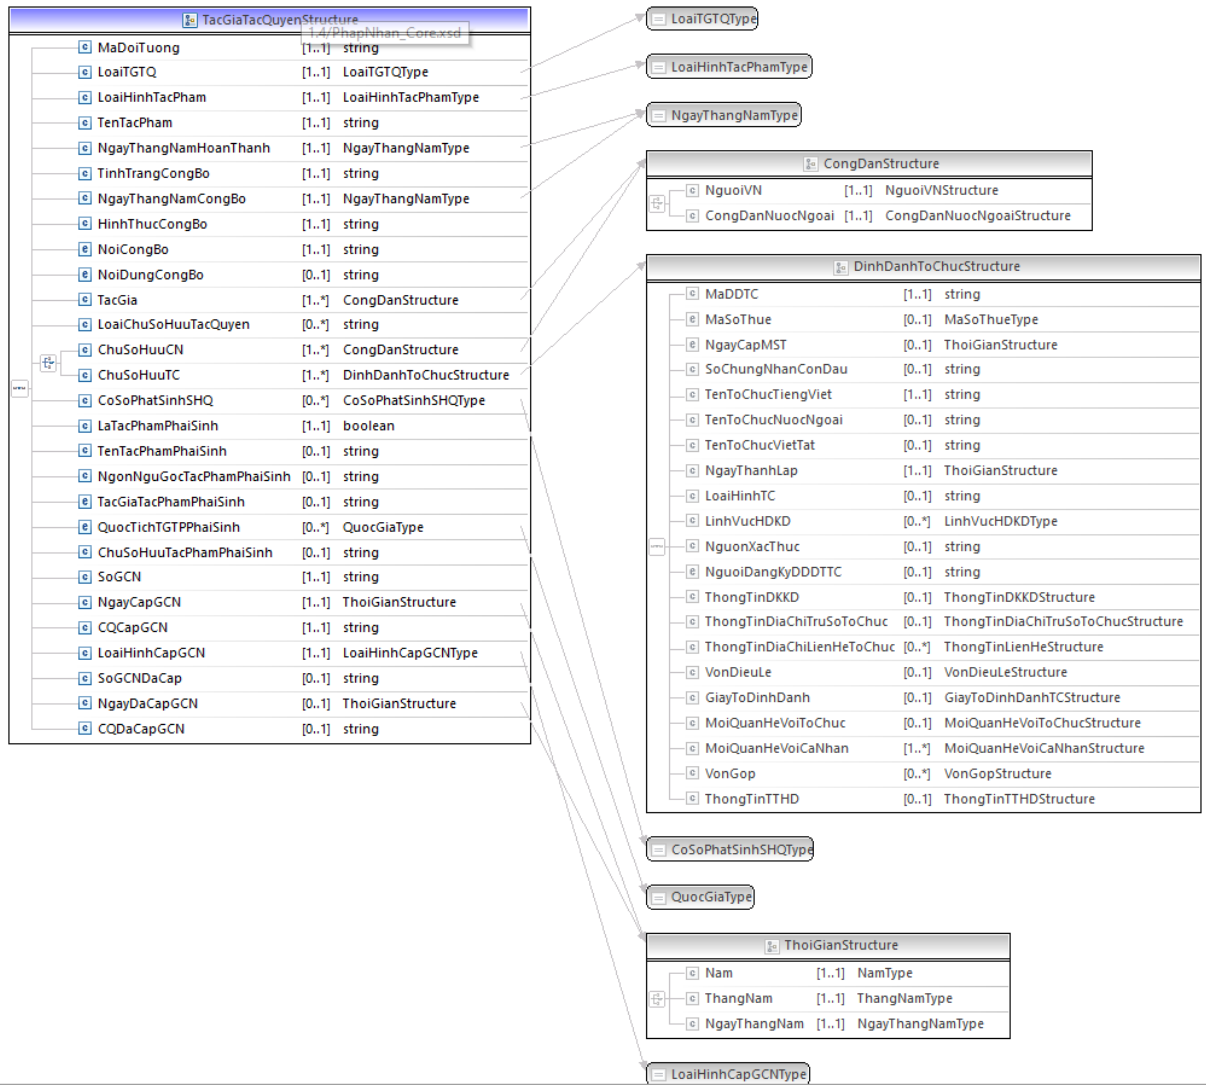 TacGiaTacQuyenStructure
1.4/PhapNhan_Core.xsd
MaDoiTuong [1..1] string
LoaiTGTQ [1..1] LoaiTGTQType
LoaiHinhTacPham [1..1] LoaiHinhTacPhamType
TenTacPham [1..1] string
NgayThangNamHoanThanh [1..1] NgayThangNamType
TinhTrangCongBo [1..1] string
NgayThangNamCongBo [1..1] NgayThangNamType
HinhThucCongBo [1..1] string
NoiCongBo [1..1] string
NoiDungCongBo [0..1] string
TacGia [1..*] CongDanStructure
LoaiChuSoHuuTacQuyen [0..*] string
ChuSoHuuCN [1..*] CongDanStructure
ChuSoHuuTC [1..*] DinhDanhToChucStructure
CoSoPhatSinhSHQ [0..*] CoSoPhatSinhSHQType
LaTacPhamPhaiSinh [1..1] boolean
TenTacPhamPhaiSinh [0..1] string
NgonNguGocTacPhamPhaiSinh [0..1] string
TacGiaTacPhamPhaiSinh [0..1] string
QuocTichTGTPPhaiSinh [0..*] QuocGiaType
ChuSoHuuTacPhamPhaiSinh [0..1] string
SoGCN [1..1] string
NgayCapGCN [1..1] ThoiGianStructure
CQCapGCN [1..1] string
LoaiHinhCapGCN [1..1] LoaiHinhCapGCNType
SoGCNDaCap [0..1] string
NgayDaCapGCN [0..1] ThoiGianStructure
CQDaCapGCN [0..1] string
LoaiTGTQType
LoaiHinhTacPhamType
NgayThangNamType
CongDanStructure
NguoiVN [1..1] NguoiVNStructure
CongDanNuocNgoai [1..1] CongDanNuocNgoaiStructure
DinhDanhToChucStructure
MaDDTC [1..1] string
MaSoThue [0..1] MaSoThueType
NgayCapMST [0..1] ThoiGianStructure
SoChungNhanConDau [0..1] string
TenToChucTiengViet [1..1] string
TenToChucNuocNgoai [0..1] string
TenToChucVietTat [0..1] string
NgayThanhLap [1..1] ThoiGianStructure
LoaiHinhTC [0..1] string
LinhVucHDKD [0..*] LinhVucHDKDType
NguonXacThuc [0..1] string
NguoiDangKyDDDTTC [0..1] string
ThongTinDKKD [0..1] ThongTinDKKDStructure
ThongTinDiaChiTruSoToChuc [0..1] ThongTinDiaChiTruSoToChucStructure
ThongTinDiaChiLienHeToChuc [0..*] ThongTinLienHeStructure
VonDieuLe [0..1] VonDieuLeStructure
GiayToDinhDanh [0..1] GiayToDinhDanhTCStructure
MoiQuanHeVoiToChuc [0..1] MoiQuanHeVoiToChucStructure
MoiQuanHeVoiCaNhan [1..*] MoiQuanHeVoiCaNhanStructure
VonGop [0..*] VonGopStructure
ThongTinTTHD [0..1] ThongTinTTHDStructure
CoSoPhatSinhSHQType
QuocGiaType
ThoiGianStructure
Nam [1..1] NamType
ThangNam [1..1] ThangNamType
NgayThangNam [1..1] NgayThangNamType
LoaiHinhCapGCNType